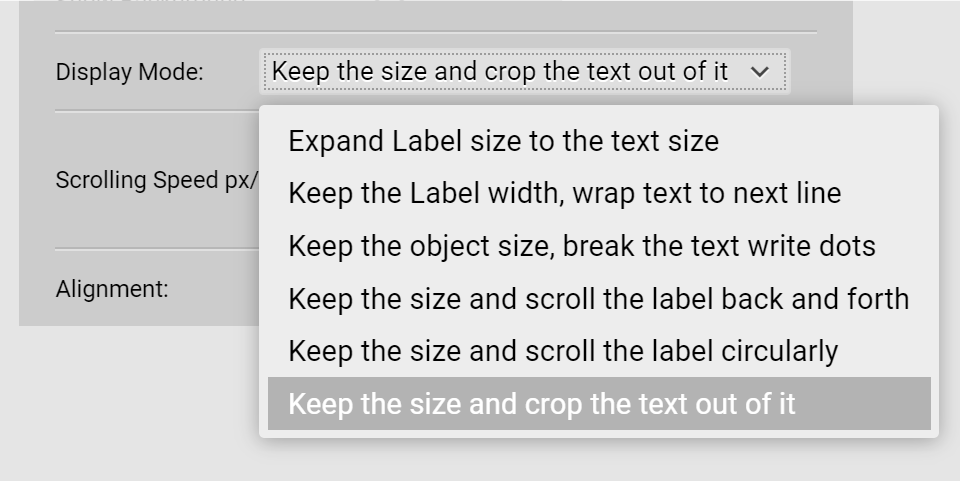 Display Mode: Keep the size and crop the text out of it
Expand Label size to the text size
Keep the Label width, wrap text to next line
Scrolling Speed px/
Keep the object size, break the text write dots
Keep the size and scroll the label back and forth
Alignment:
Keep the size and scroll the label circularly
Keep the size and crop the text out of it